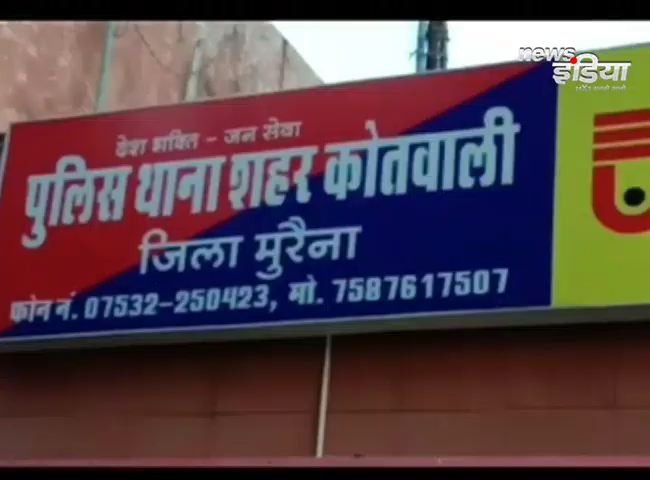 news
इंडिया
देश भक्ति - जन सेवा
पुलिस थाना शहर कोतवाली
जिला मुरैना
फोन नं. 07532-250423, मो. 7587617507